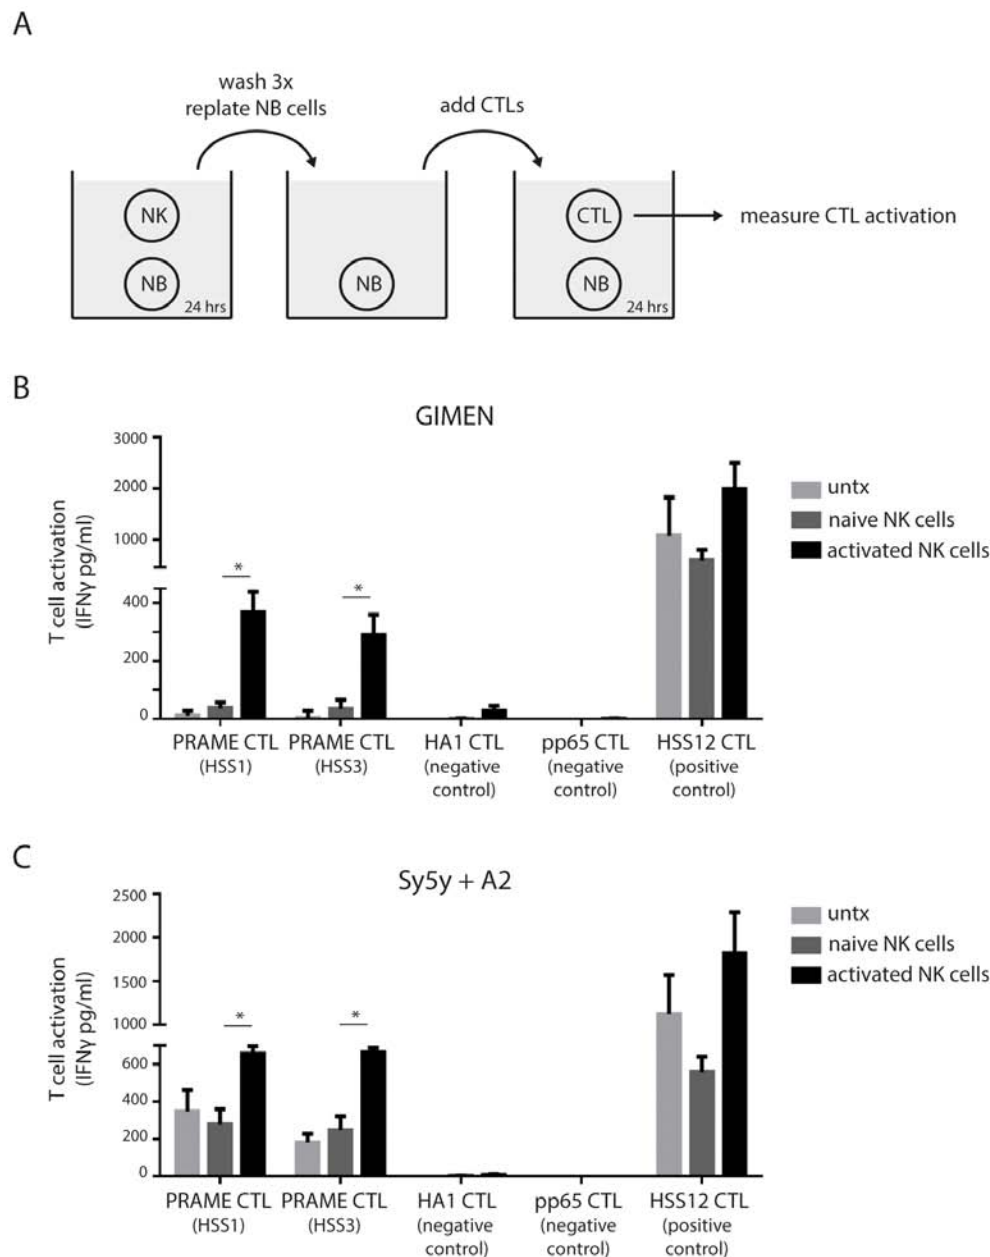 A
wash 3x
replate NB cells
add CTLs
NK
NB
24 hrs
NB
CTL
NB
24 hrs
measure CTL activation
B
GIMEN
T cell activation
(IFNγ pg/ml)
3000
2000
1000
400
200
0
untx
naive NK cells
activated NK cells
*
*
PRAME CTL
(HSS1)
PRAME CTL
(HSS3)
HA1 CTL
(negative
control)
pp65 CTL
(negative
control)
HSS12 CTL
(positive
control)
C
Sy5y + A2
T cell activation
(IFNγ pg/ml)
2500
2000
1500
1000
600
400
200
0
untx
naive NK cells
activated NK cells
*
*
PRAME CTL
(HSS1)
PRAME CTL
(HSS3)
HA1 CTL
(negative
control)
pp65 CTL
(negative
control)
HSS12 CTL
(positive
control)